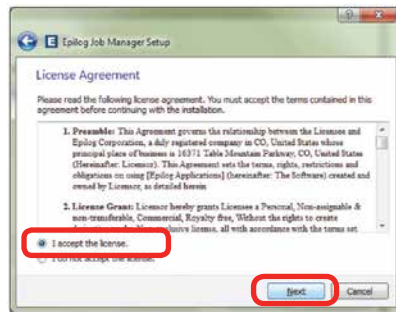 Epilog Job Manager Setup
License Agreement
Please read the following license agreement. You must accept the terms contained in this
agreement before continuing with the installation.
1. Preamble: This Agreement governs the relationship between the Licensee and
Epilog Corporation, a duly registered company in CO, United States whose
principal place of business is 16371 Table Mountain Parkway, CO, United States
(Hereinafter: Licensor). This Agreement sets the terms, rights, restrictions and
obligations on using [Epilog Applications] (hereinafter: The Software) created and
owned by Licensor, as detailed herein
2. License Grant: Licensor hereby grants Licensee a Personal, Non-assignable &
non-transferable, Commercial, Royalty free, Without the rights to create
license, all with accordance with the terms set
I accept the license.
I do not accept the license.
Next
Cancel